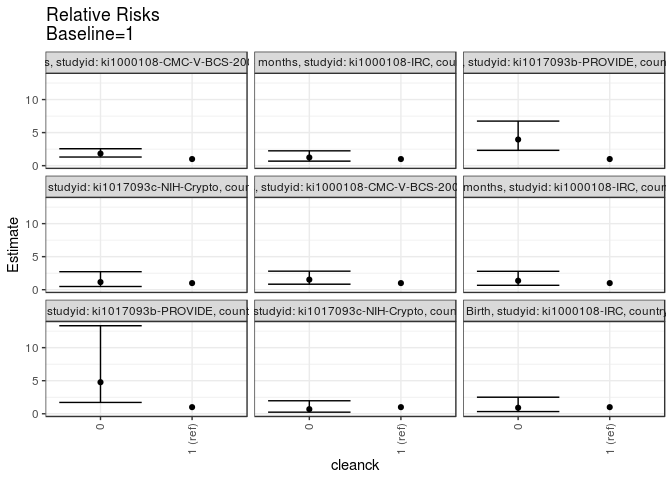 Relative Risks
Baseline=1
s, studyid: ki1000108-CMC-V-BCS-200
months, studyid: ki1000108-IRC, cou
, studyid: ki1017093b-PROVIDE, coun
10
5
0
studyid: ki1017093c-NIH-Crypto, coun
, studyid: ki1000108-CMC-V-BCS-200
months, studyid: ki1000108-IRC, cour
10
5
0
studyid: ki1017093b-PROVIDE, count
studyid: ki1017093c-NIH-Crypto, coun
Birth, studyid: ki1000108-IRC, country
10
5
0
Estimate
0
1 (ref)
0
1 (ref)
0
1 (ref)
cleanck